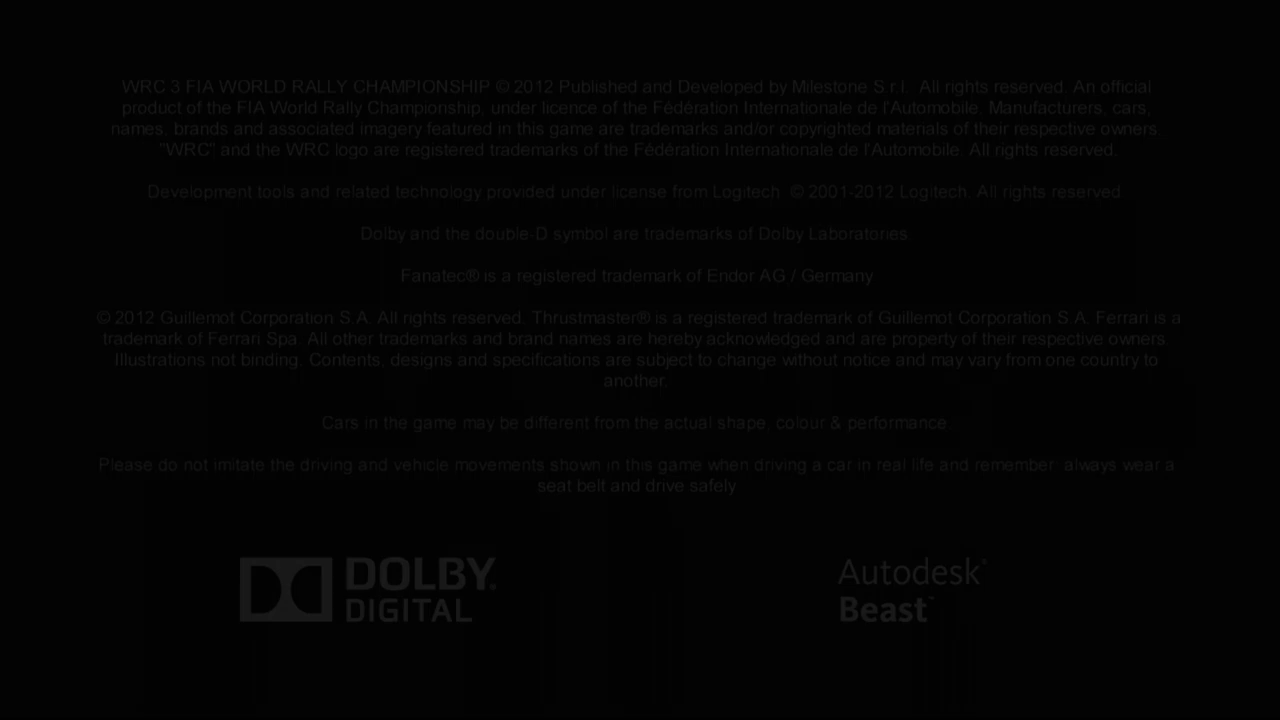 WRC 3 FIA WORLD RALLY CHAMPIONSHIP © 2012 Published and Developed by Milestone S.r.l. All rights reserved. An official
product of the FIA World Rally Championship, under licence of the Fédération Internationale de l'Automobile. Manufacturers, cars,
names, brands and associated imagery featured in this game are trademarks and/or copyrighted materials of their respective owners.
"WRC" and the WRC logo are registered trademarks of the Fédération Internationale de l'Automobile. All rights reserved.
Development tools and related technology provided under license from Logitech. © 2001-2012 Logitech. All rights reserved
Dolby and the double-D symbol are trademarks of Dolby Laboratories.
Fanatec® is a registered trademark of Endor AG / Germany
© 2012 Guillemot Corporation S.A. All rights reserved. Thrustmaster® is a registered trademark of Guillemot Corporation S.A. Ferrari is a
trademark of Ferrari Spa. All other trademarks and brand names are hereby acknowledged and are property of their respective owners.
Illustrations not binding. Contents, designs and specifications are subject to change without notice and may vary from one country to
another.
Cars in the game may be different from the actual shape, colour & performance.
Please do not imitate the driving and vehicle movements shown in this game when driving a car in real life and remember: always wear a
seat belt and drive safely.
DOLBY®
DIGITAL
Autodesk™
Beast™